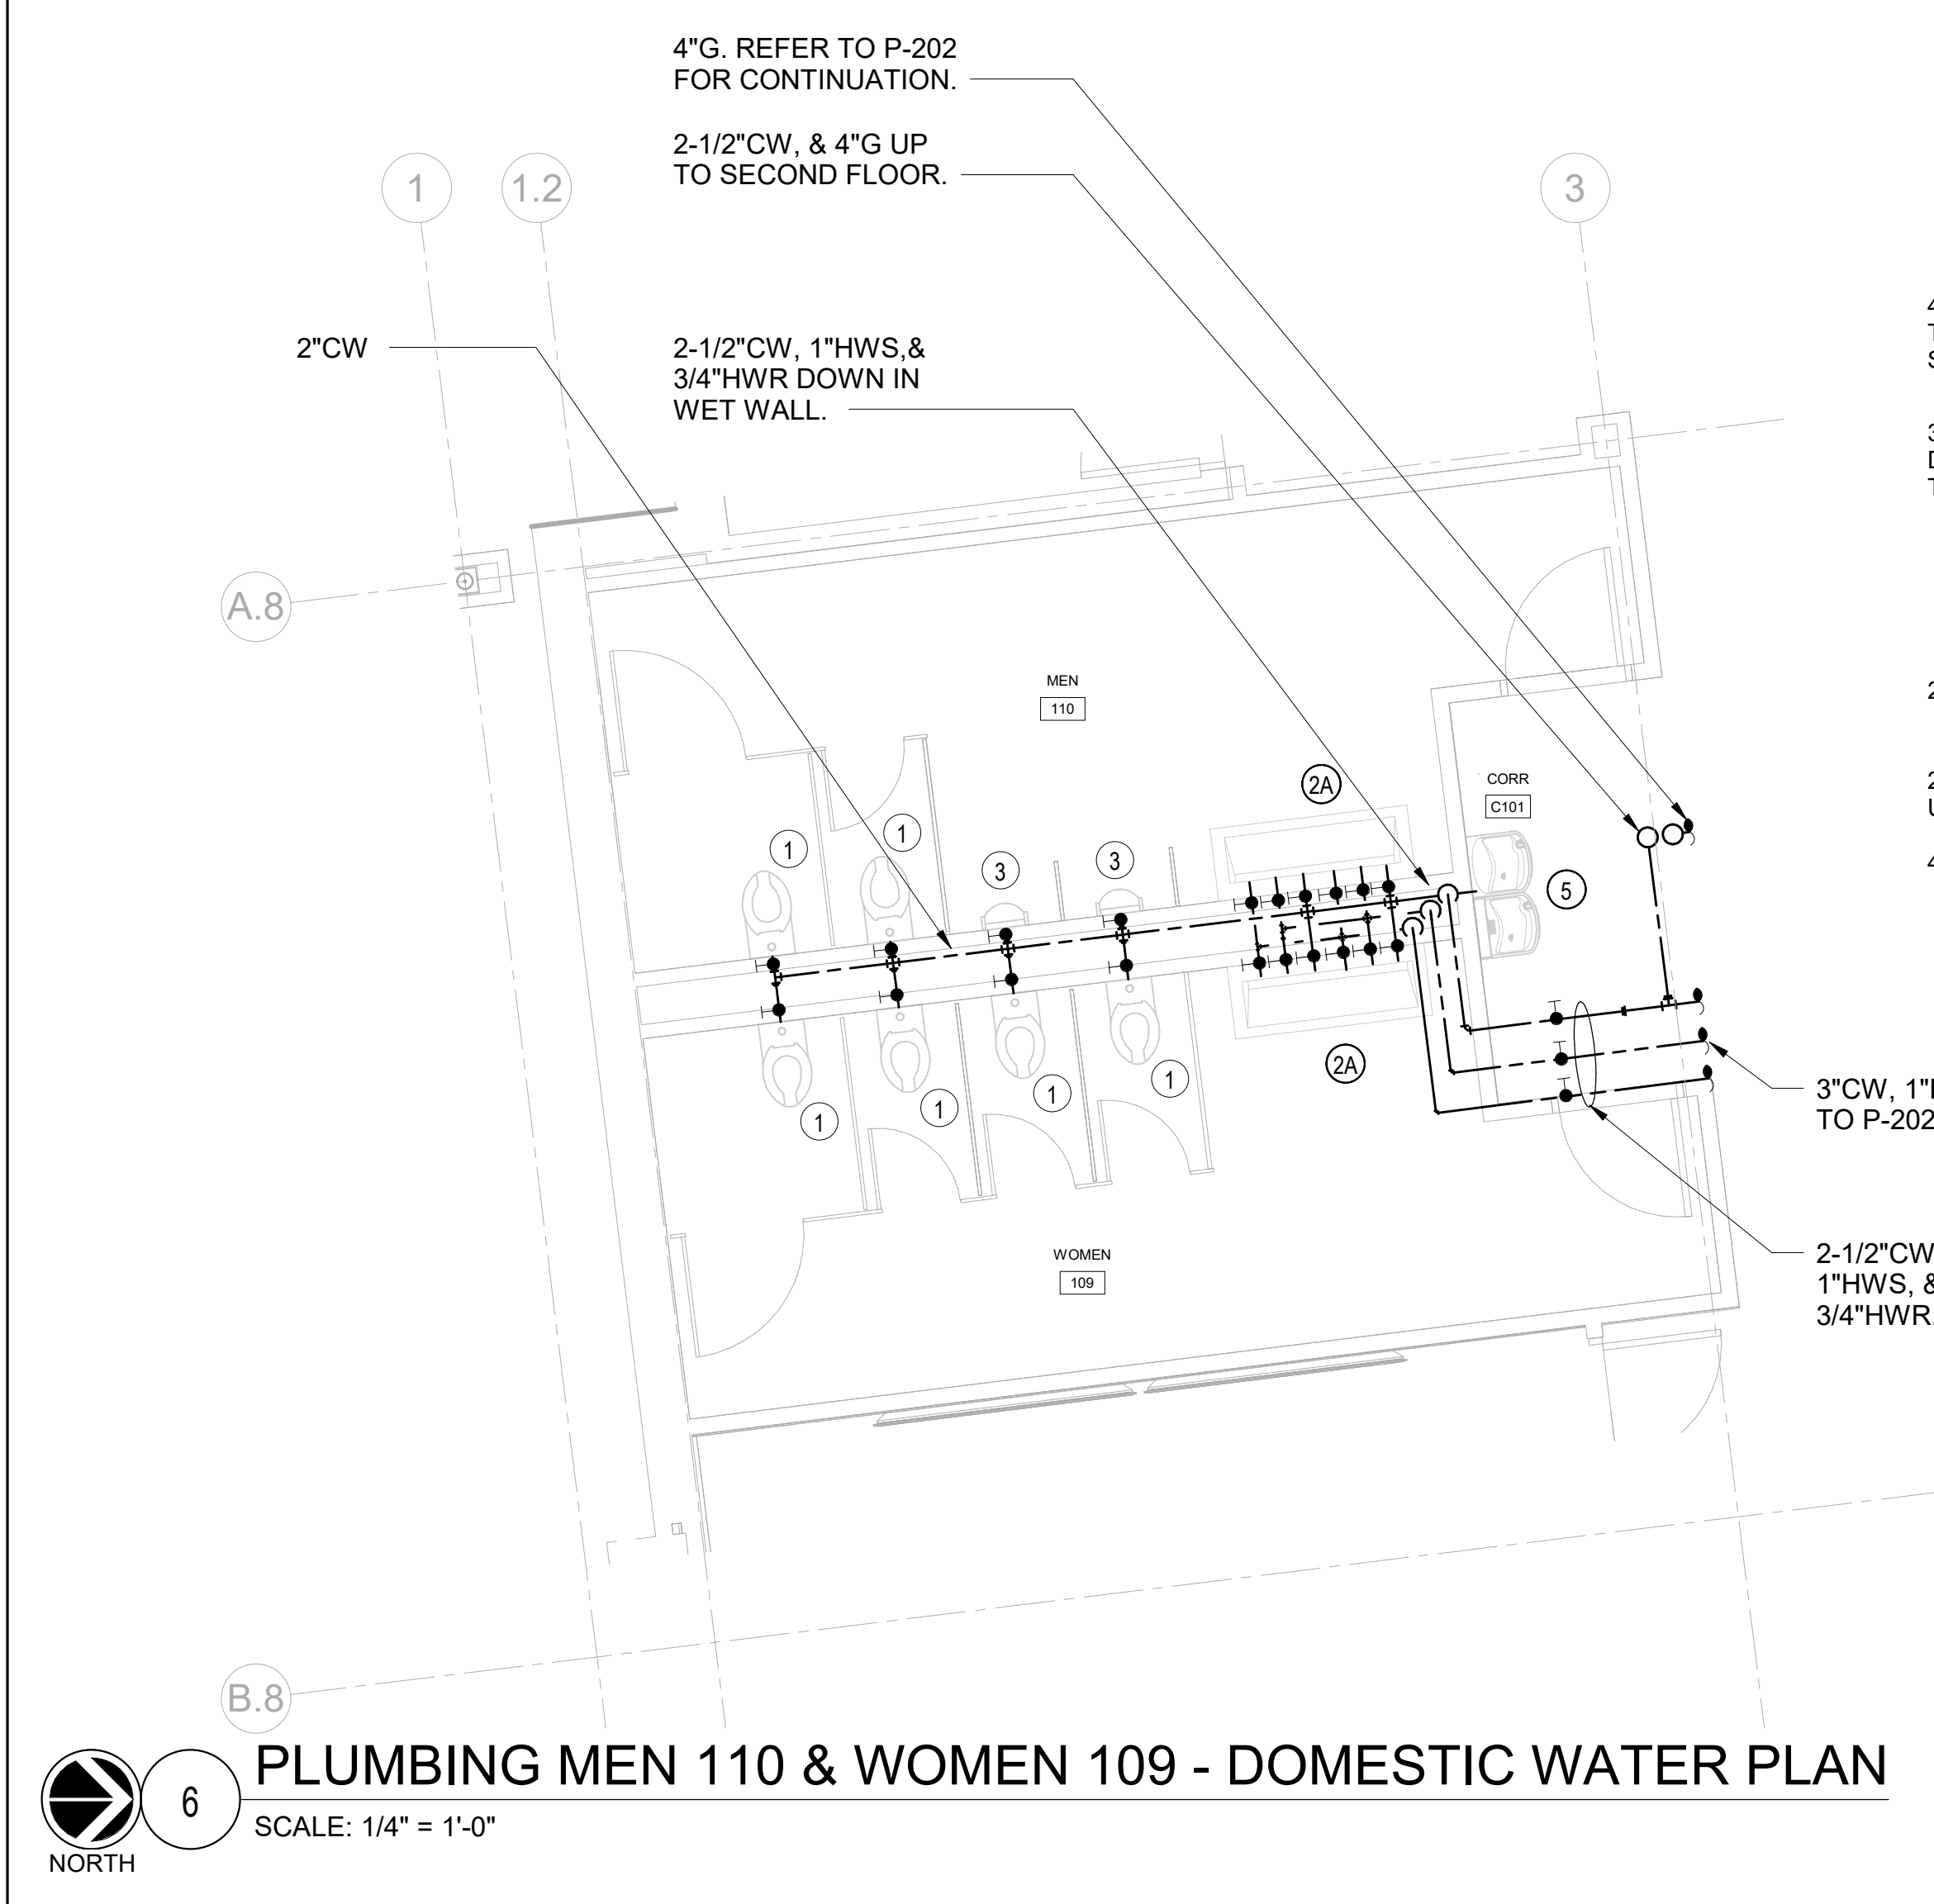 4"G. REFER TO P-202
FOR CONTINUATION.
2-1/2"CW, & 4"G UP
TO SECOND FLOOR.
1
1.2
3
2"CW
2-1/2"CW, 1"HWS,&
3/4"HWR DOWN IN
WET WALL.
A.8
MEN
110
2A
CORR
C101
1
1
3
3
5
2A
1
1
1
1
3"CW, 1"
TO P-202
WOMEN
109
2-1/2"CW
1"HWS, &
3/4"HWR
B.8
6
PLUMBING MEN 110 & WOMEN 109 - DOMESTIC WATER PLAN
SCALE: 1/4" = 1'-0"
NORTH